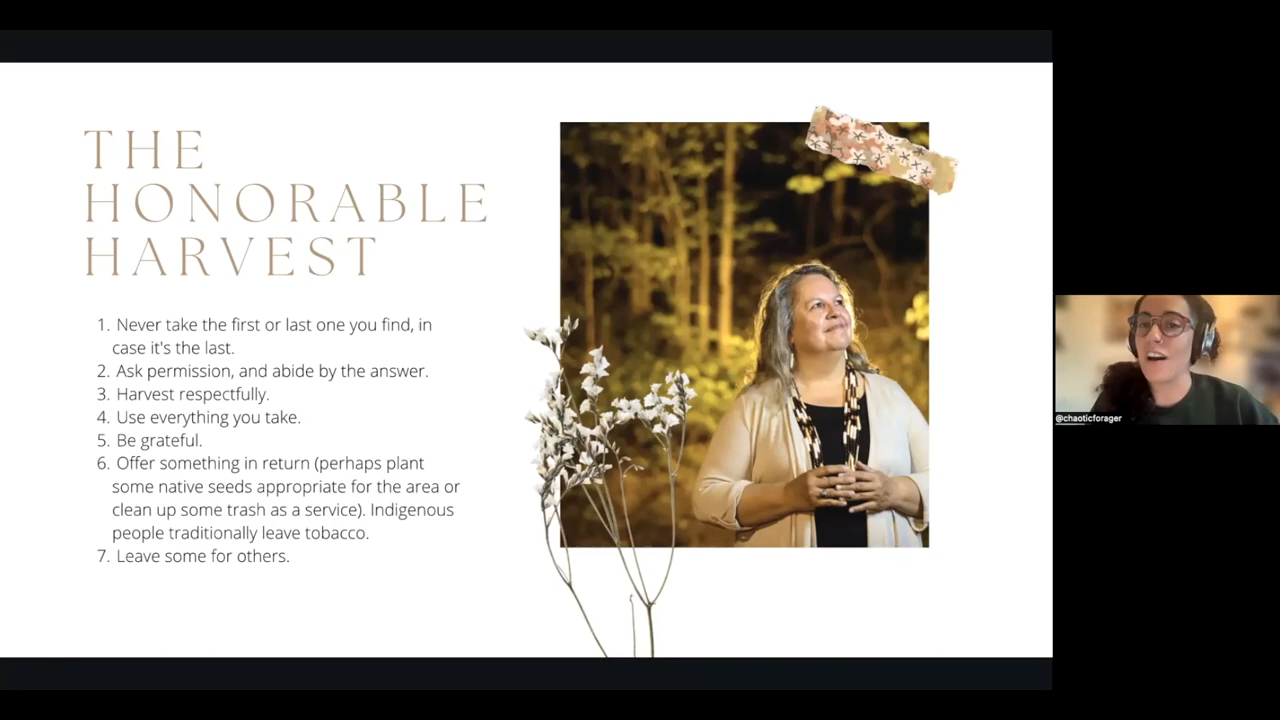 THE
HONORABLE
HARVEST
1. Never take the first or last one you find, in
case it's the last.
2. Ask permission, and abide by the answer.
3. Harvest respectfully.
4. Use everything you take.
5. Be grateful.
6. Offer something in return (perhaps plant
some native seeds appropriate for the area or
clean up some trash as a service). Indigenous
people traditionally leave tobacco.
7. Leave some for others.
@chaoticforager